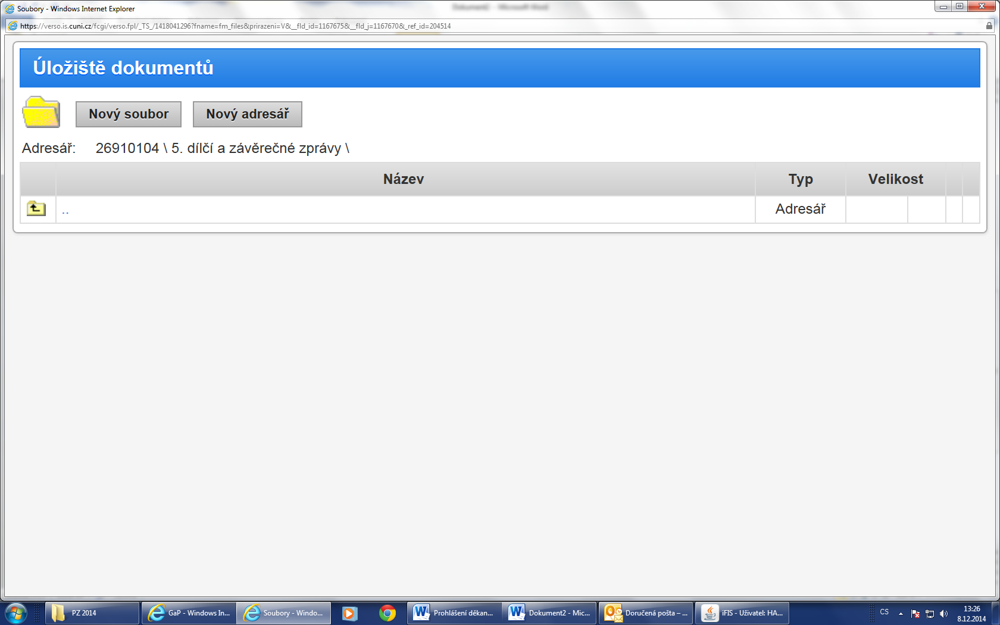 Soubory - Windows Internet Explorer
Dokument2 - Microsoft Word
https://verso.is.cuni.cz/fcgi/verso.fpl/_TS_/1418041296?fname=fm_files&prirazeni=V&__fld_id=1167675&__fld_j=1167670&_ref_id=204514
Úložiště dokumentů
Nový soubor
Nový adresář
Adresář: 26910104 \ 5. dílčí a závěrečné zprávy \
Název Typ Velikost
.. Adresář
PZ 2014
GaP - Windows In...
Soubory - Windo...
Prohlášení děkan...
Dokument2 - Mic...
Doručená pošta – ...
iFIS - Uživatel: HA...
CS
13:26
8.12.2014